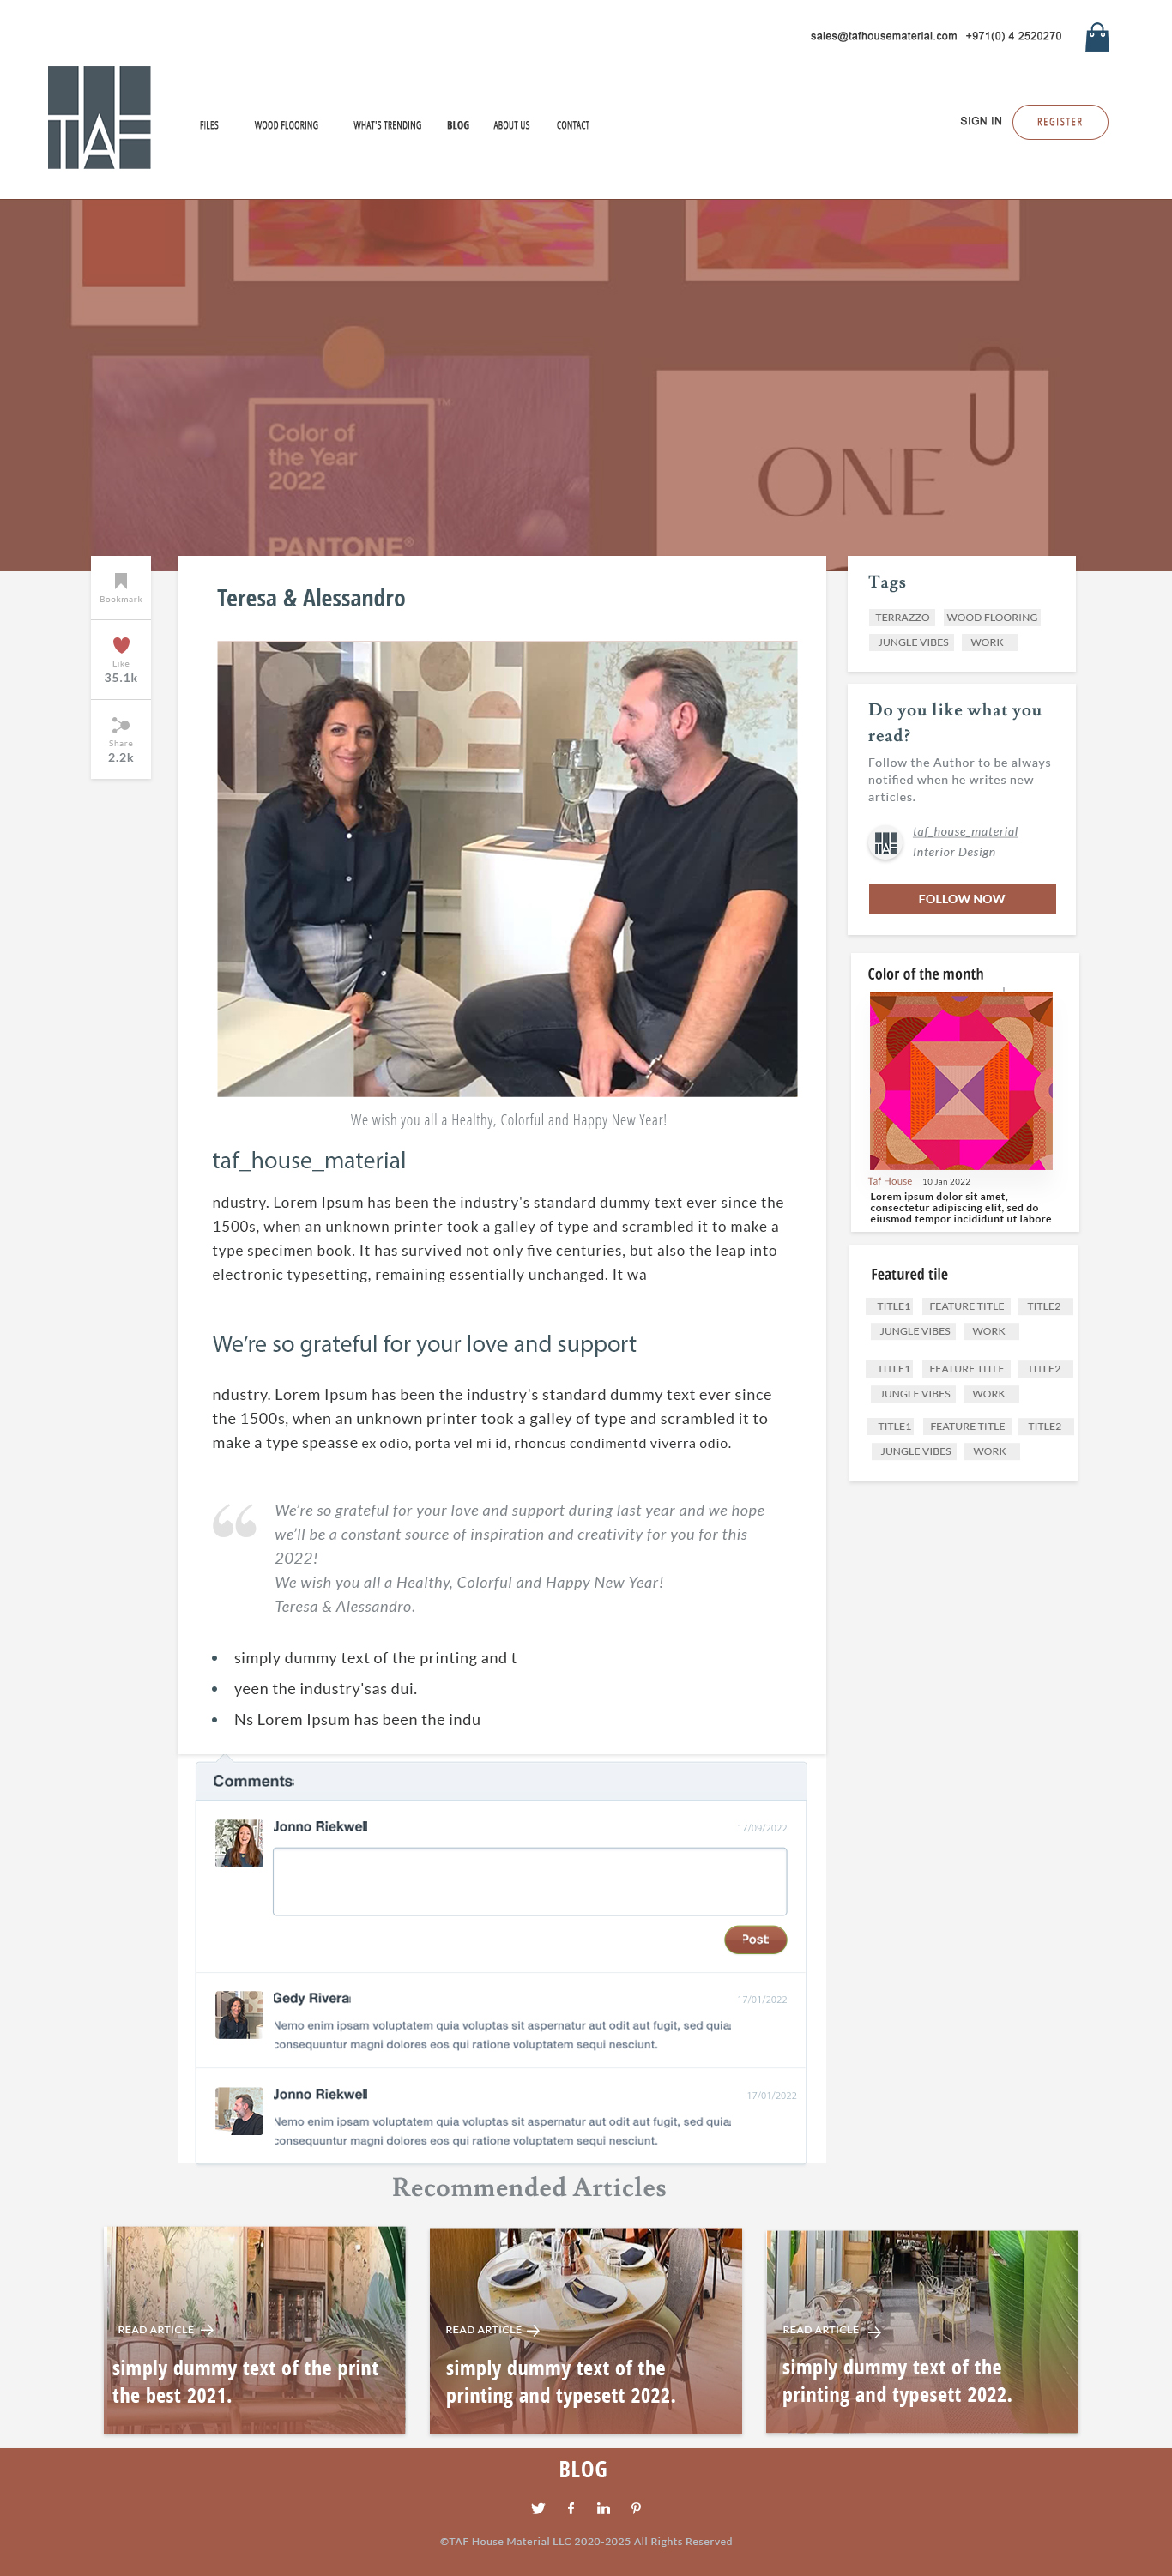 sales@tafhousematerial.com +971(0) 4 2520270
TAF
FILES WOOD FLOORING WHAT'S TRENDING BLOG ABOUT US CONTACT
SIGN IN REGISTER
Color of
the Year
2022
PANTONE®
™
ONE
Bookmark
Like
35.1k
Share
2.2k
Teresa & Alessandro
We wish you all a Healthy, Colorful and Happy New Year!
taf_house_material
ndustry. Lorem Ipsum has been the industry's standard dummy text ever since the
1500s, when an unknown printer took a galley of type and scrambled it to make a
type specimen book. It has survived not only five centuries, but also the leap into
electronic typesetting, remaining essentially unchanged. It wa
We’re so grateful for your love and support
ndustry. Lorem Ipsum has been the industry's standard dummy text ever since
the 1500s, when an unknown printer took a galley of type and scrambled it to
make a type speasse ex odio, porta vel mi id, rhoncus condimentd viverra odio.
We’re so grateful for your love and support during last year and we hope
we’ll be a constant source of inspiration and creativity for you for this
2022!
We wish you all a Healthy, Colorful and Happy New Year!
Teresa & Alessandro.
• simply dummy text of the printing and t
• yeen the industry'sas dui.
• Ns Lorem Ipsum has been the indu
Tags
TERRAZZO WOOD FLOORING
JUNGLE VIBES WORK
Do you like what you
read?
Follow the Author to be always
notified when he writes new
articles.
taf_house_material
Interior Design
FOLLOW NOW
Color of the month
Taf House 10 Jan 2022
Lorem ipsum dolor sit amet,
consectetur adipiscing elit, sed do
eiusmod tempor incididunt ut labore
Featured tile
TITLE1 FEATURE TITLE TITLE2
JUNGLE VIBES WORK
TITLE1 FEATURE TITLE TITLE2
JUNGLE VIBES WORK
TITLE1 FEATURE TITLE TITLE2
JUNGLE VIBES WORK
Comments
Jonno Riekwell 17/09/2022
Post
Gedy Rivera 17/01/2022
Nemo enim ipsam voluptatem quia voluptas sit aspernatur aut odit aut fugit, sed quia
consequuntur magni dolores eos qui ratione voluptatem sequi nesciunt.
Jonno Riekwell 17/01/2022
Nemo enim ipsam voluptatem quia voluptas sit aspernatur aut odit aut fugit, sed quia
consequuntur magni dolores eos qui ratione voluptatem sequi nesciunt.
Recommended Articles
READ ARTICLE
simply dummy text of the print
the best 2021.
READ ARTICLE
simply dummy text of the
printing and typesett 2022.
READ ARTICLE
simply dummy text of the
printing and typesett 2022.
BLOG
©TAF House Material LLC 2020-2025 All Rights Reserved